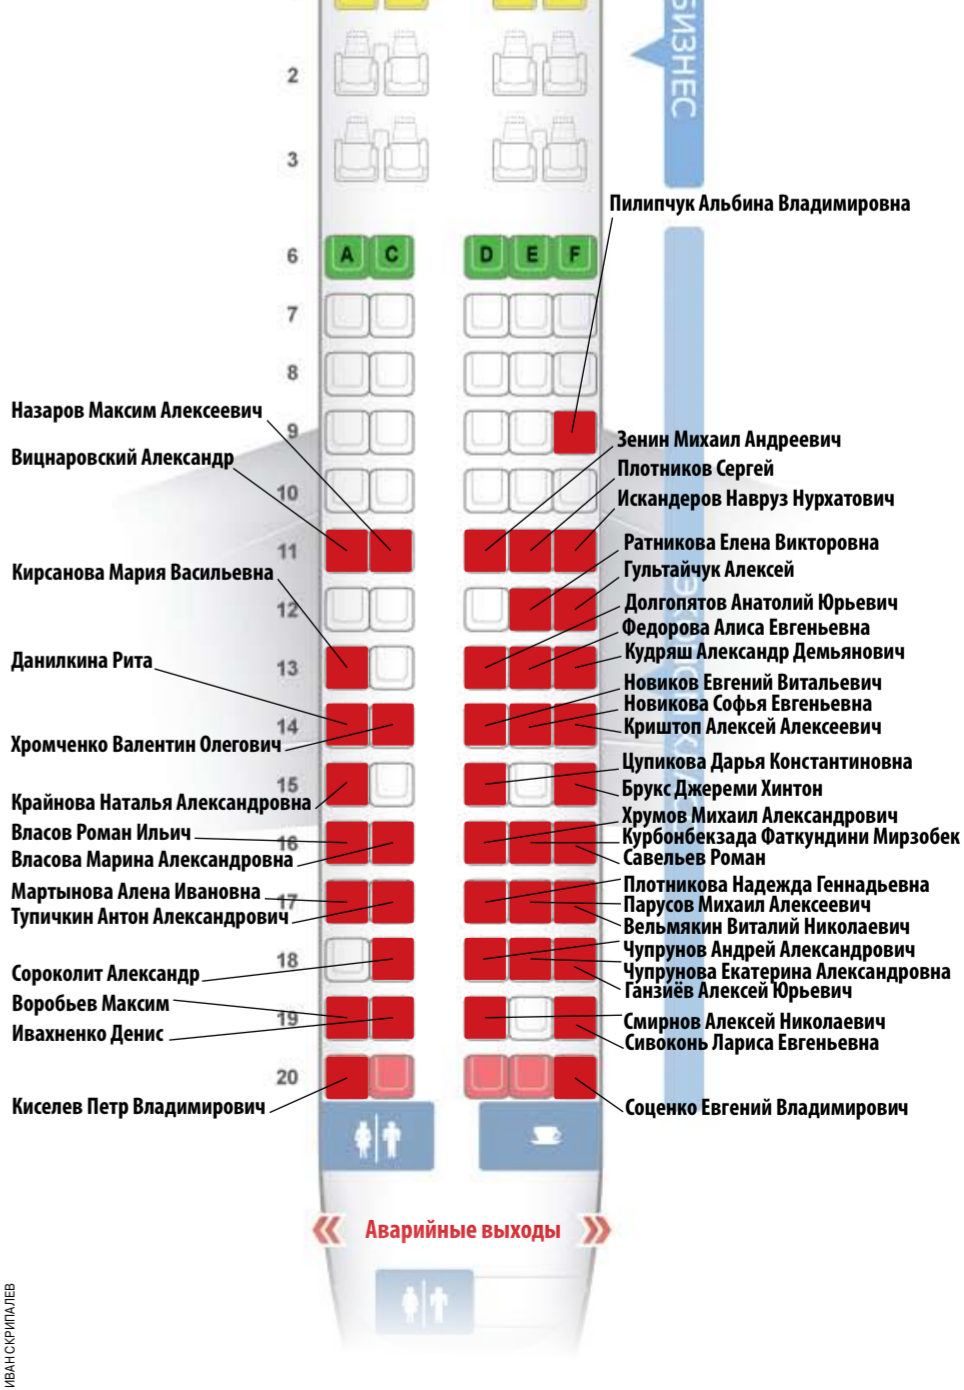 БИЗНЕС
2
3
Пилипчук Альбина Владимировна
6
A C D E F
7
8
Назаров Максим Алексеевич
9
Зенин Михаил Андреевич
Вицнаровский Александр
Плотников Сергей
10
Искандеров Навруз Нурхатович
11
Ратникова Елена Викторовна
Кирсанова Мария Васильевна
Гультайчук Алексей
12
Долгопятов Анатолий Юрьевич
Федорова Алиса Евгеньевна
Кудряш Александр Демьянович
Данилкина Рита
13
Новиков Евгений Витальевич
Новикова Софья Евгеньевна
14
Криштоп Алексей Алексеевич
Хромченко Валентин Олегович
Цупикова Дарья Константиновна
15
Брукс Джереми Хинтон
Крайнова Наталья Александровна
Хрумов Михаил Александрович
Власов Роман Ильич
16
Курбонбекзада Фаткундини Мирзобек
Власова Марина Александровна
Савельев Роман
Плотникова Надежда Геннадьевна
Мартынова Алена Ивановна
17
Парусов Михаил Алексеевич
Тупичкин Антон Александрович
Вельмякин Виталий Николаевич
Чупрунов Андрей Александрович
18
Сороколит Александр
Чупрунова Екатерина Александровна
Ганзиёв Алексей Юрьевич
Воробьев Максим
19
Смирнов Алексей Николаевич
Ивахненко Денис
Сивоконь Лариса Евгеньевна
20
Киселев Петр Владимирович
Соценко Евгений Владимирович
ЭКОНОМ КЛАСС
Аварийные выходы
ИВАН СКРИПАЛЕВ